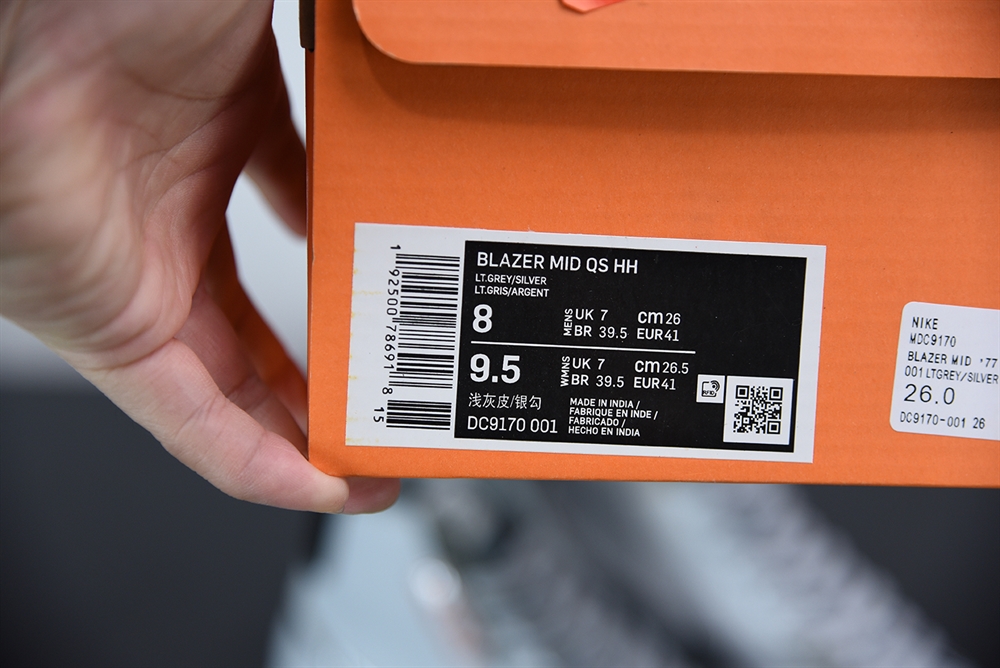 BLAZER MID QS HH
LT.GREY/SILVER
LT.GRIS/ARGENT
8
MENS
UK 7
cm 26
BR 39.5
EUR 41
9.5
WMNS
UK 7
cm 26.5
BR 39.5
EUR 41
浅灰皮/银勾
DC9170 001
MADE IN INDIA /
FABRIQUE EN INDE /
FABRICADO /
HECHO EN INDIA
RFID
1 92500 78691 8
15
NIKE
MDC9170
BLAZER MID '77
001 LTGREY/SILVER
26.0
DC9170-001 26